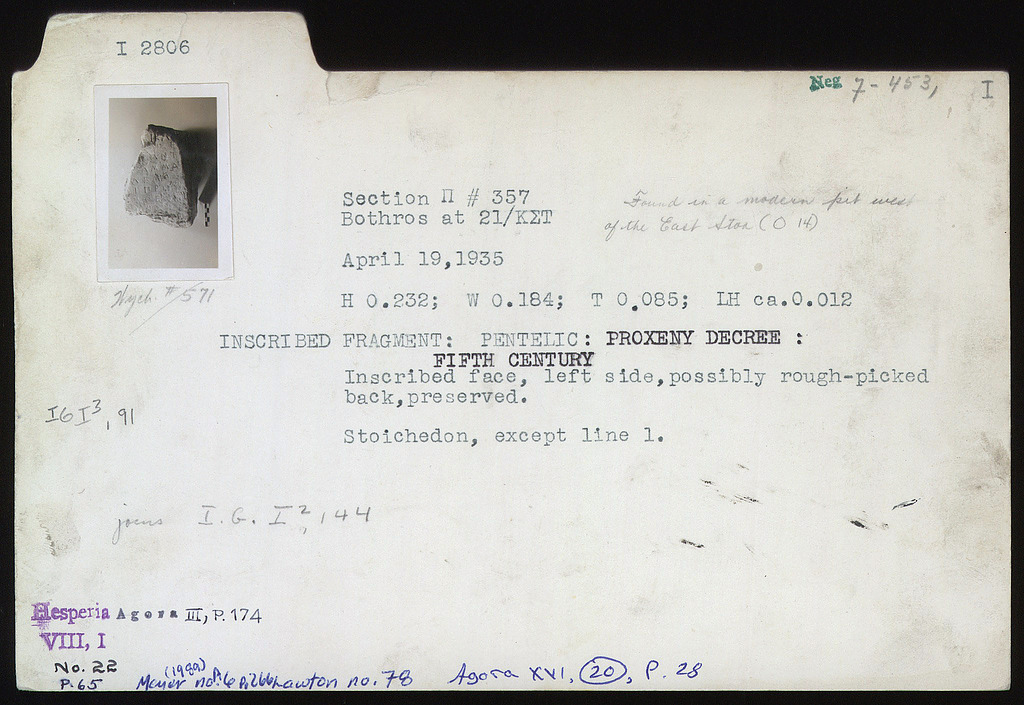 I 2806
Neg 7-453, I
Section Π # 357
Bothros at 21/ΚΣΤ
Found in a modern pit west
of the East Stoa (O 14)
April 19,1935
Wych. # 571
H 0.232; W 0.184; T 0.085; LH ca.0.012
INSCRIBED FRAGMENT: PENTELIC: PROXENY DECREE :
FIFTH CENTURY
Inscribed face, left side,possibly rough-picked
back,preserved.
IG I³, 91
Stoichedon, except line 1.
joins I.G. I², 144
Hesperia Agora III, P. 174
VIII, I
No. 22
P. 65
Meyer (1989) no. 6 P. 266 Lawton no. 78 Agora XVI, 20, P. 28